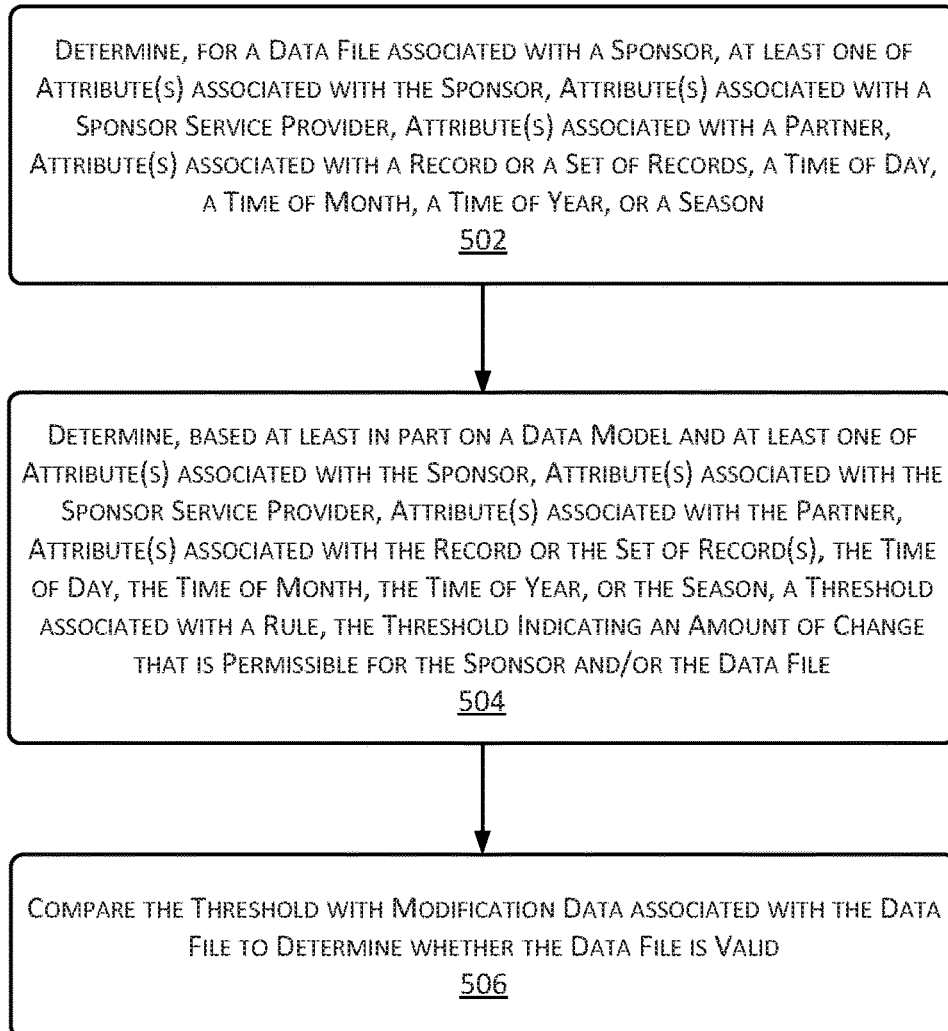 DETERMINE, FOR A DATA FILE ASSOCIATED WITH A SPONSOR, AT LEAST ONE OF
ATTRIBUTE(S) ASSOCIATED WITH THE SPONSOR, ATTRIBUTE(S) ASSOCIATED WITH A
SPONSOR SERVICE PROVIDER, ATTRIBUTE(S) ASSOCIATED WITH A PARTNER,
ATTRIBUTE(S) ASSOCIATED WITH A RECORD OR A SET OF RECORDS, A TIME OF DAY,
A TIME OF MONTH, A TIME OF YEAR, OR A SEASON
502
DETERMINE, BASED AT LEAST IN PART ON A DATA MODEL AND AT LEAST ONE OF
ATTRIBUTE(S) ASSOCIATED WITH THE SPONSOR, ATTRIBUTE(S) ASSOCIATED WITH THE
SPONSOR SERVICE PROVIDER, ATTRIBUTE(S) ASSOCIATED WITH THE PARTNER,
ATTRIBUTE(S) ASSOCIATED WITH THE RECORD OR THE SET OF RECORD(S), THE TIME
OF DAY, THE TIME OF MONTH, THE TIME OF YEAR, OR THE SEASON, A THRESHOLD
ASSOCIATED WITH A RULE, THE THRESHOLD INDICATING AN AMOUNT OF CHANGE
THAT IS PERMISSIBLE FOR THE SPONSOR AND/OR THE DATA FILE
504
COMPARE THE THRESHOLD WITH MODIFICATION DATA ASSOCIATED WITH THE DATA
FILE TO DETERMINE WHETHER THE DATA FILE IS VALID
506